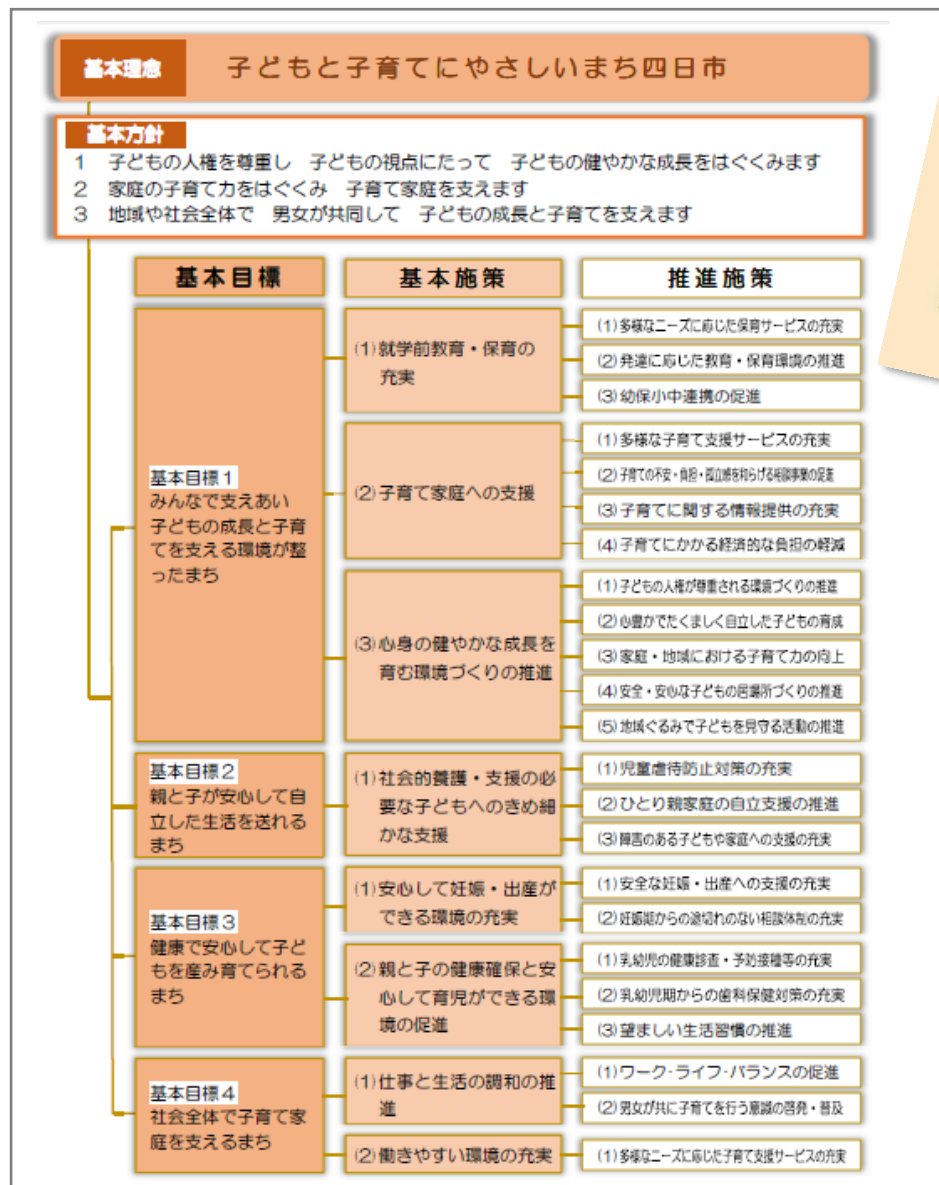 基本理念 子どもと子育てにやさしいまち四日市
基本方針
1 子どもの人権を尊重し 子どもの視点にたって 子どもの健やかな成長をはぐくみます
2 家庭の子育て力をはぐくみ 子育て家庭を支えます
3 地域や社会全体で 男女が共同して 子どもの成長と子育てを支えます
基本目標 基本施策 推進施策
基本目標1
みんなで支えあい
子どもの成長と子育
てを支える環境が整
ったまち
(1)就学前教育・保育の
充実
(1)多様なニーズに応じた保育サービスの充実
(2)発達に応じた教育・保育環境の推進
(3)幼保小中連携の促進
(2)子育て家庭への支援
(1)多様な子育て支援サービスの充実
(2)子育ての不安・負担・孤立感を和らげる相談事業の促進
(3)子育てに関する情報提供の充実
(4)子育てにかかる経済的な負担の軽減
(3)心身の健やかな成長を
育む環境づくりの推進
(1)子どもの人権が尊重される環境づくりの推進
(2)心豊かでたくましく自立した子どもの育成
(3)家庭・地域における子育て力の向上
(4)安全・安心な子どもの居場所づくりの推進
(5)地域ぐるみで子どもを見守る活動の推進
基本目標2
親と子が安心して自
立した生活を送れる
まち
(1)社会的養護・支援の必
要な子どもへのきめ細
かな支援
(1)児童虐待防止対策の充実
(2)ひとり親家庭の自立支援の推進
(3)障害のある子どもや家庭への支援の充実
基本目標3
健康で安心して子ど
もを産み育てられる
まち
(1)安心して妊娠・出産が
できる環境の充実
(1)安全な妊娠・出産への支援の充実
(2)妊娠期からの途切れのない相談体制の充実
(2)親と子の健康確保と安
心して育児ができる環
境の促進
(1)乳幼児の健康診査・予防接種等の充実
(2)乳幼児期からの歯科保健対策の充実
(3)望ましい生活習慣の推進
基本目標4
社会全体で子育て家
庭を支えるまち
(1)仕事と生活の調和の推
進
(1)ワーク・ライフ・バランスの促進
(2)男女が共に子育てを行う意識の啓発・普及
(2)働きやすい環境の充実
(1)多様なニーズに応じた子育て支援サービスの充実